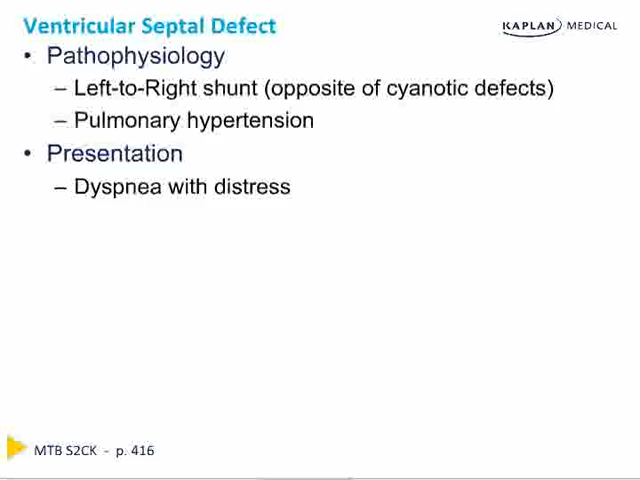 Ventricular Septal Defect
KAPLAN MEDICAL
• Pathophysiology
– Left-to-Right shunt (opposite of cyanotic defects)
– Pulmonary hypertension
• Presentation
– Dyspnea with distress
MTB S2CK - p. 416